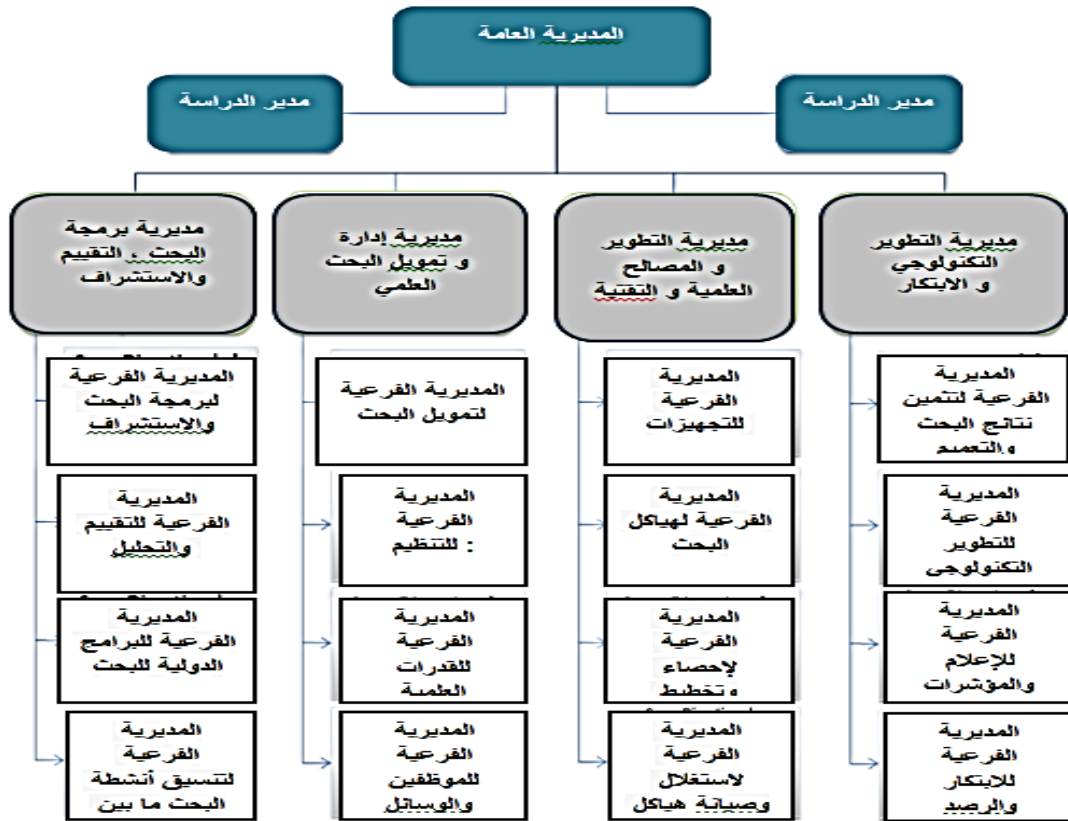 المديرية العامة
مدير الدراسة
مدير الدراسة
مديرية التطوير
التكنولوجي
و الابتكار
مديرية التطوير
و المصالح
العلمية و التقنية
مديرية إدارة
و تمويل البحث
العلمي
مديرية برمجة
البحث ، التقييم
والاستشراف
المديرية
الفرعية لتثمين
نتائج البحث
والتعميم
المديرية
الفرعية
للتطوير
التكنولوجي
المديرية
الفرعية
للإعلام
والمؤشرات
المديرية
الفرعية
للابتكار
والرصد
المديرية
الفرعية
للتجهيزات
المديرية
الفرعية لهياكل
البحث
المديرية
الفرعية
لإحصاء
وتخطيط
المديرية
الفرعية
لاستغلال
وصيانة هياكل
المديرية الفرعية
لتمويل البحث
المديرية
الفرعية
للتنظيم :
المديرية
الفرعية
للقدرات
العلمية
المديرية
الفرعية
للموظفين
والوسائل
المديرية الفرعية
لبرمجة البحث
والاستشراف
المديرية
الفرعية للتقييم
والتحليل
المديرية
الفرعية للبرامج
الدولية للبحث
المديرية
الفرعية
لتنسيق أنشطة
البحث ما بين